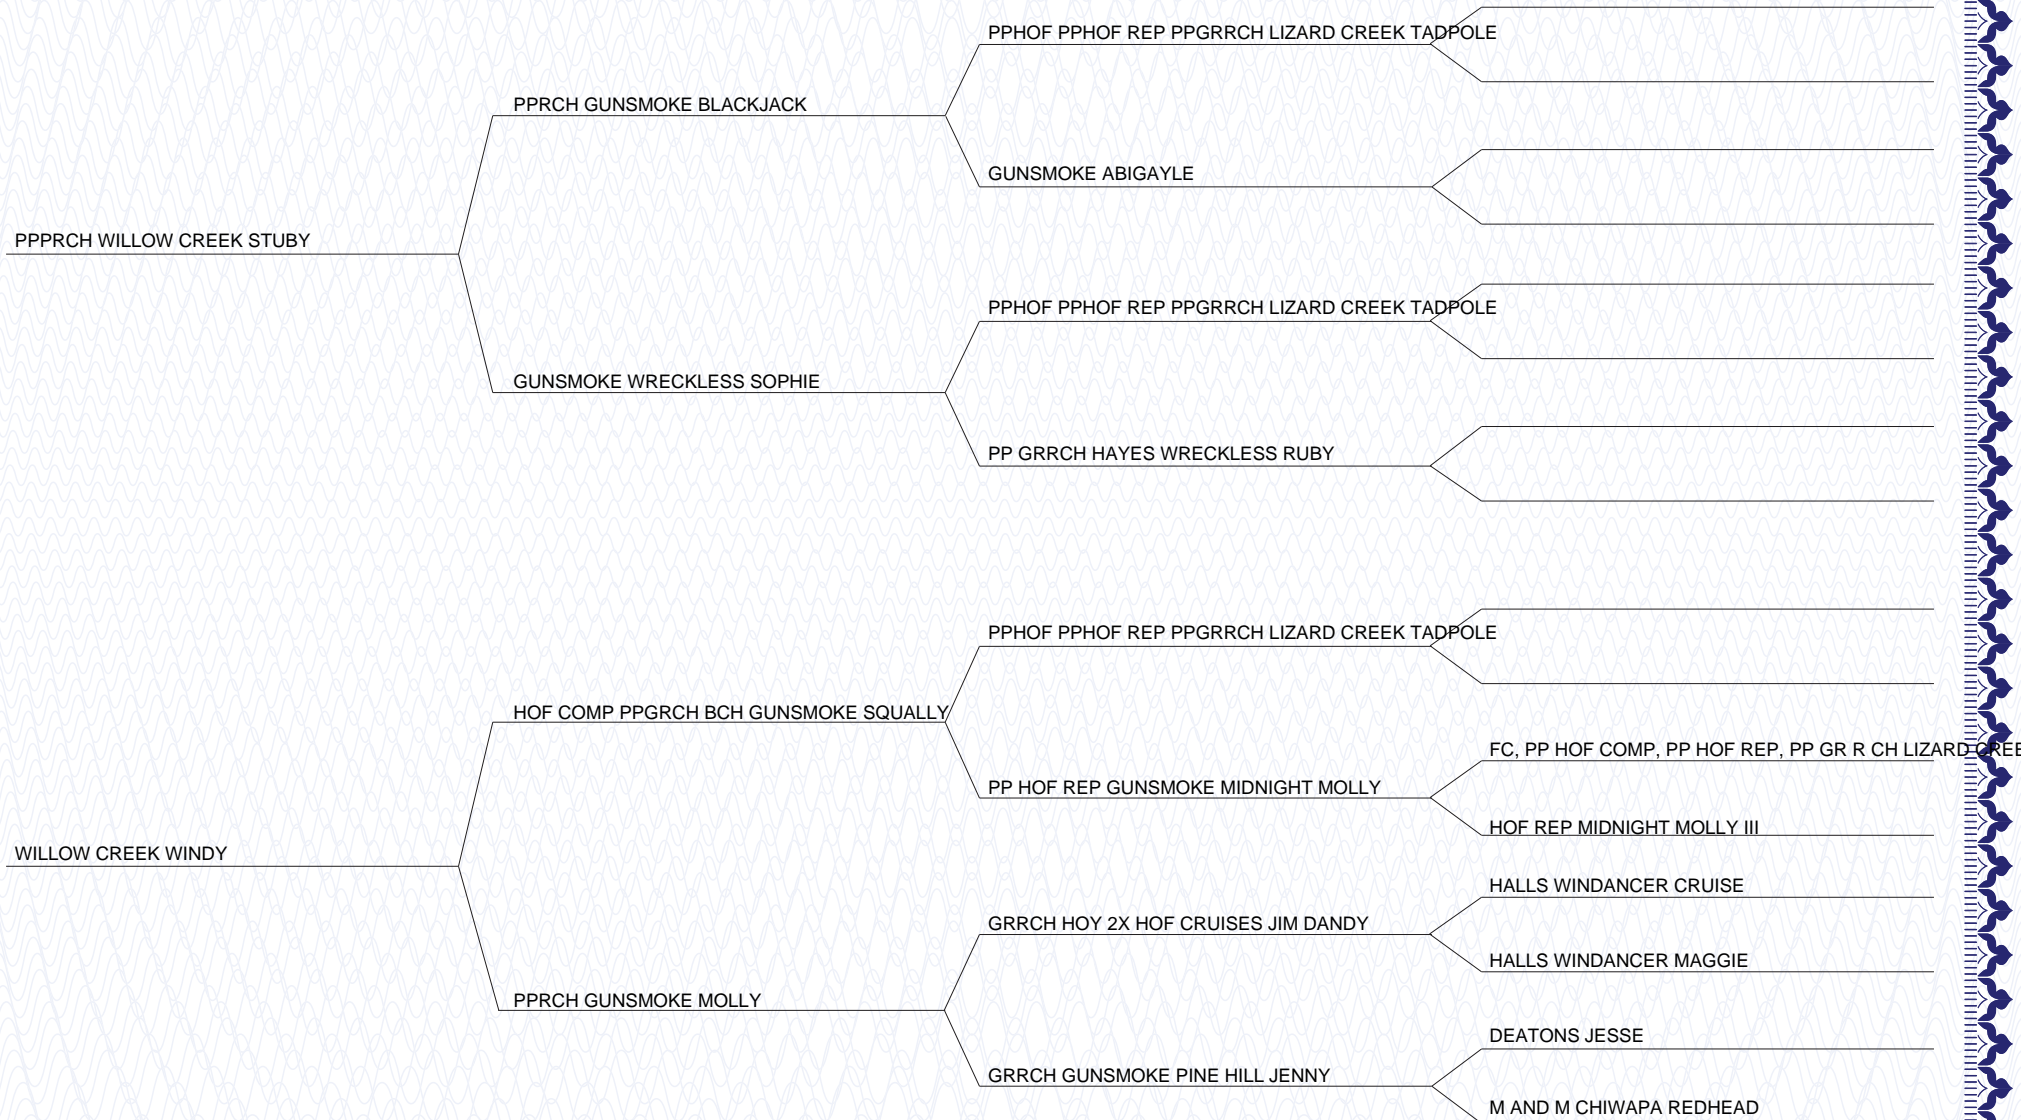 PPHOF PPHOF REP PPGRRCH LIZARD CREEK TADPOLE
PPRCH GUNSMOKE BLACKJACK
GUNSMOKE ABIGAYLE
PPPRCH WILLOW CREEK STUBY
PPHOF PPHOF REP PPGRRCH LIZARD CREEK TADPOLE
GUNSMOKE WRECKLESS SOPHIE
PP GRRCH HAYES WRECKLESS RUBY
PPHOF PPHOF REP PPGRRCH LIZARD CREEK TADPOLE
HOF COMP PPGRCH BCH GUNSMOKE SQUALLY
FC, PP HOF COMP, PP HOF REP, PP GR R CH LIZARD CREE
PP HOF REP GUNSMOKE MIDNIGHT MOLLY
HOF REP MIDNIGHT MOLLY III
WILLOW CREEK WINDY
HALLS WINDANCER CRUISE
GRRCH HOY 2X HOF CRUISES JIM DANDY
HALLS WINDANCER MAGGIE
PPRCH GUNSMOKE MOLLY
DEATONS JESSE
GRRCH GUNSMOKE PINE HILL JENNY
M AND M CHIWAPA REDHEAD